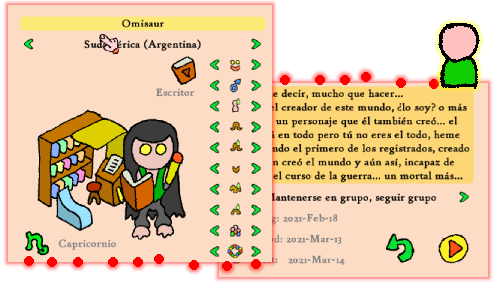 Omisaur
Sudamérica (Argentina)
Escritor
Capricornio
e decir, mucho que hacer...
el creador de este mundo, ¿lo soy? o más
un personaje que él también creó... el
á en todo pero tú no eres el todo, heme
ndo el primero de los registrados, creado
n creó el mundo y aún así, incapaz de
el curso de la guerra... un mortal más...
Mantenerse en grupo, seguir grupo
g: 2021-Feb-18
od: 2021-Mar-13
t: 2021-Mar-14